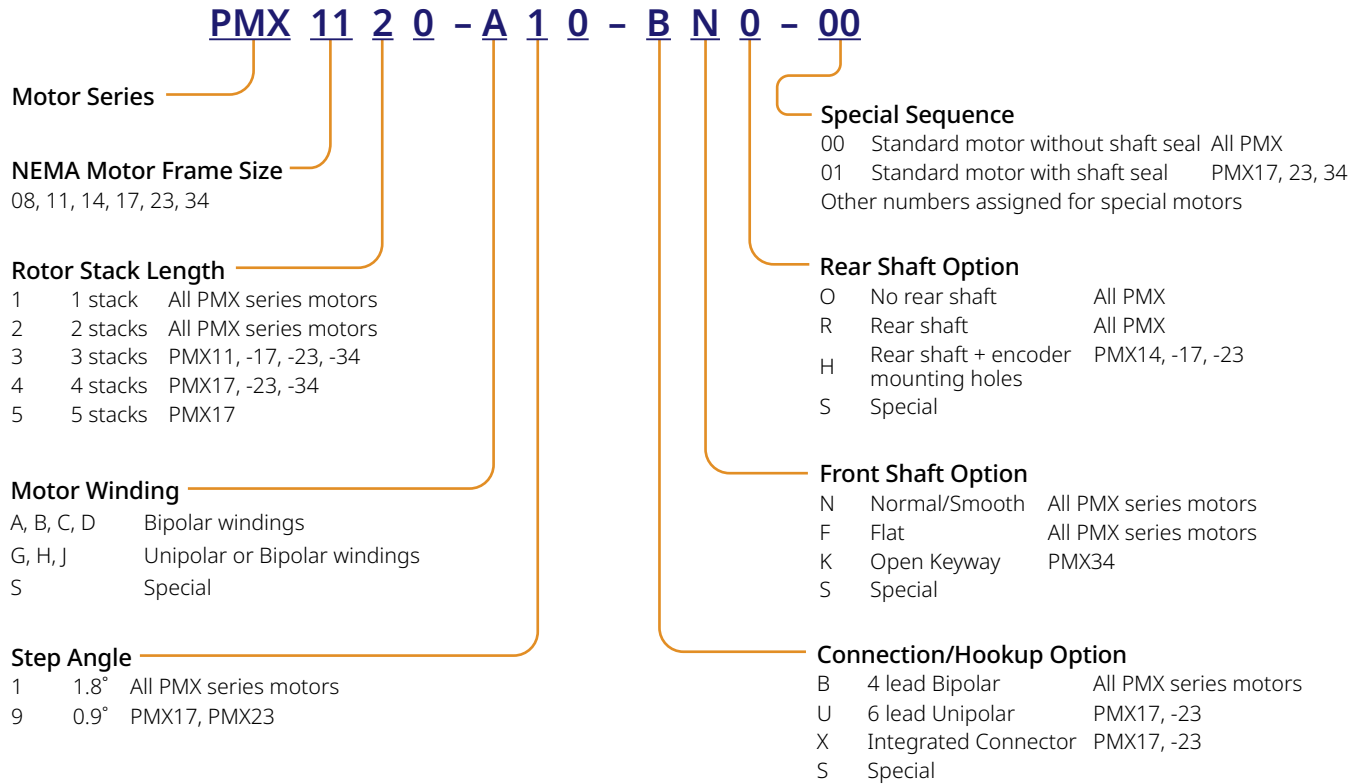 PMX 11 2 0 – A 1 0 – B N 0 – 00
Motor Series
NEMA Motor Frame Size
08, 11, 14, 17, 23, 34
Rotor Stack Length
1 1 stack All PMX series motors
2 2 stacks All PMX series motors
3 3 stacks PMX11, -17, -23, -34
4 4 stacks PMX17, -23, -34
5 5 stacks PMX17
Motor Winding
A, B, C, D Bipolar windings
G, H, J Unipolar or Bipolar windings
S Special
Step Angle
1 1.8° All PMX series motors
9 0.9° PMX17, PMX23
Special Sequence
00 Standard motor without shaft seal All PMX
01 Standard motor with shaft seal PMX17, 23, 34
Other numbers assigned for special motors
Rear Shaft Option
O No rear shaft All PMX
R Rear shaft All PMX
H Rear shaft + encoder PMX14, -17, -23
mounting holes
S Special
Front Shaft Option
N Normal/Smooth All PMX series motors
F Flat All PMX series motors
K Open Keyway PMX34
S Special
Connection/Hookup Option
B 4 lead Bipolar All PMX series motors
U 6 lead Unipolar PMX17, -23
X Integrated Connector PMX17, -23
S Special